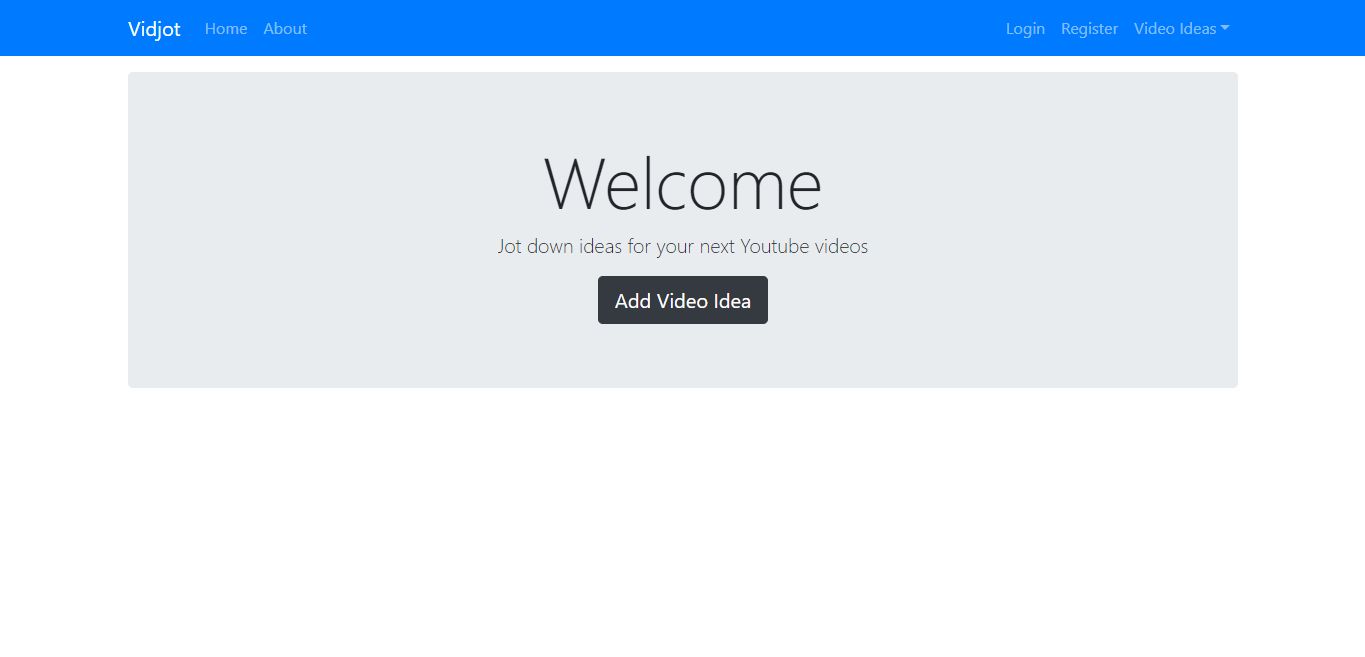 Vidjot Home About Login Register Video Ideas
Welcome
Jot down ideas for your next Youtube videos
Add Video Idea